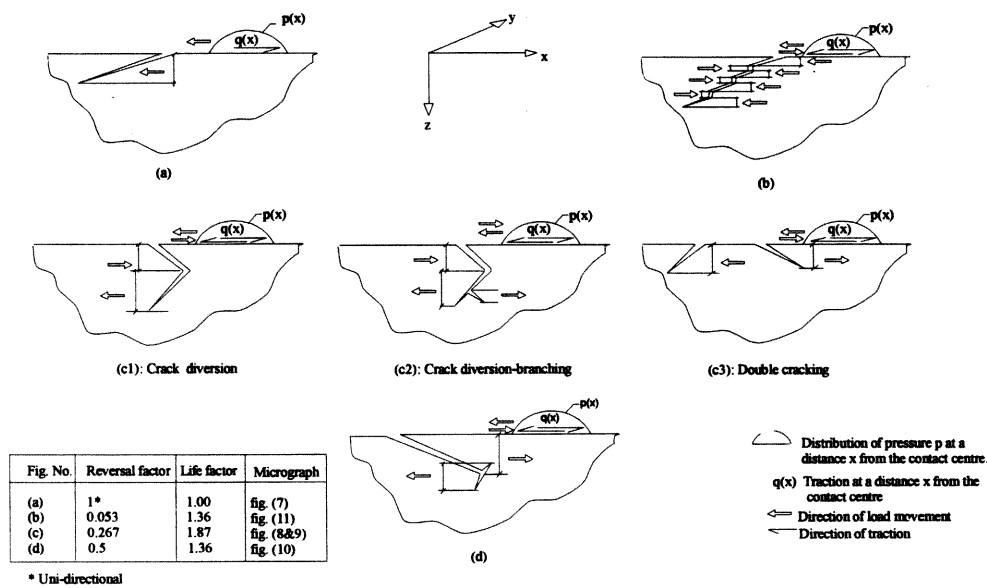 p(x)
q(x)
(a)
y
x
z
p(x)
q(x)
(b)
p(x)
q(x)
(c1): Crack diversion
p(x)
q(x)
(c2): Crack diversion-branching
p(x)
q(x)
(c3): Double cracking
p(x)
q(x)
(d)
Fig. No. Reversal factor Life factor Micrograph
(a) 1* 1.00 fig. (7)
(b) 0.053 1.36 fig. (11)
(c) 0.267 1.87 fig. (8&9)
(d) 0.5 1.36 fig. (10)
* Uni-directional
Distribution of pressure p at a
distance x from the contact centre.
q(x) Traction at a distance x from the
contact centre
Direction of load movement
Direction of traction